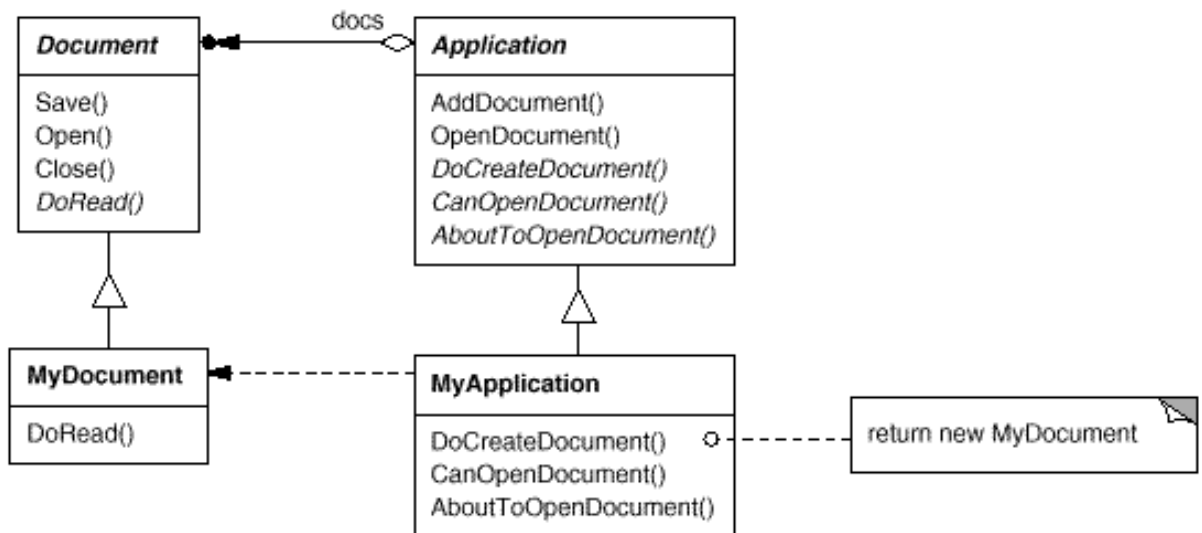 docs
Document
Save()
Open()
Close()
DoRead()
Application
AddDocument()
OpenDocument()
DoCreateDocument()
CanOpenDocument()
AboutToOpenDocument()
MyDocument
DoRead()
MyApplication
DoCreateDocument()
CanOpenDocument()
AboutToOpenDocument()
return new MyDocument